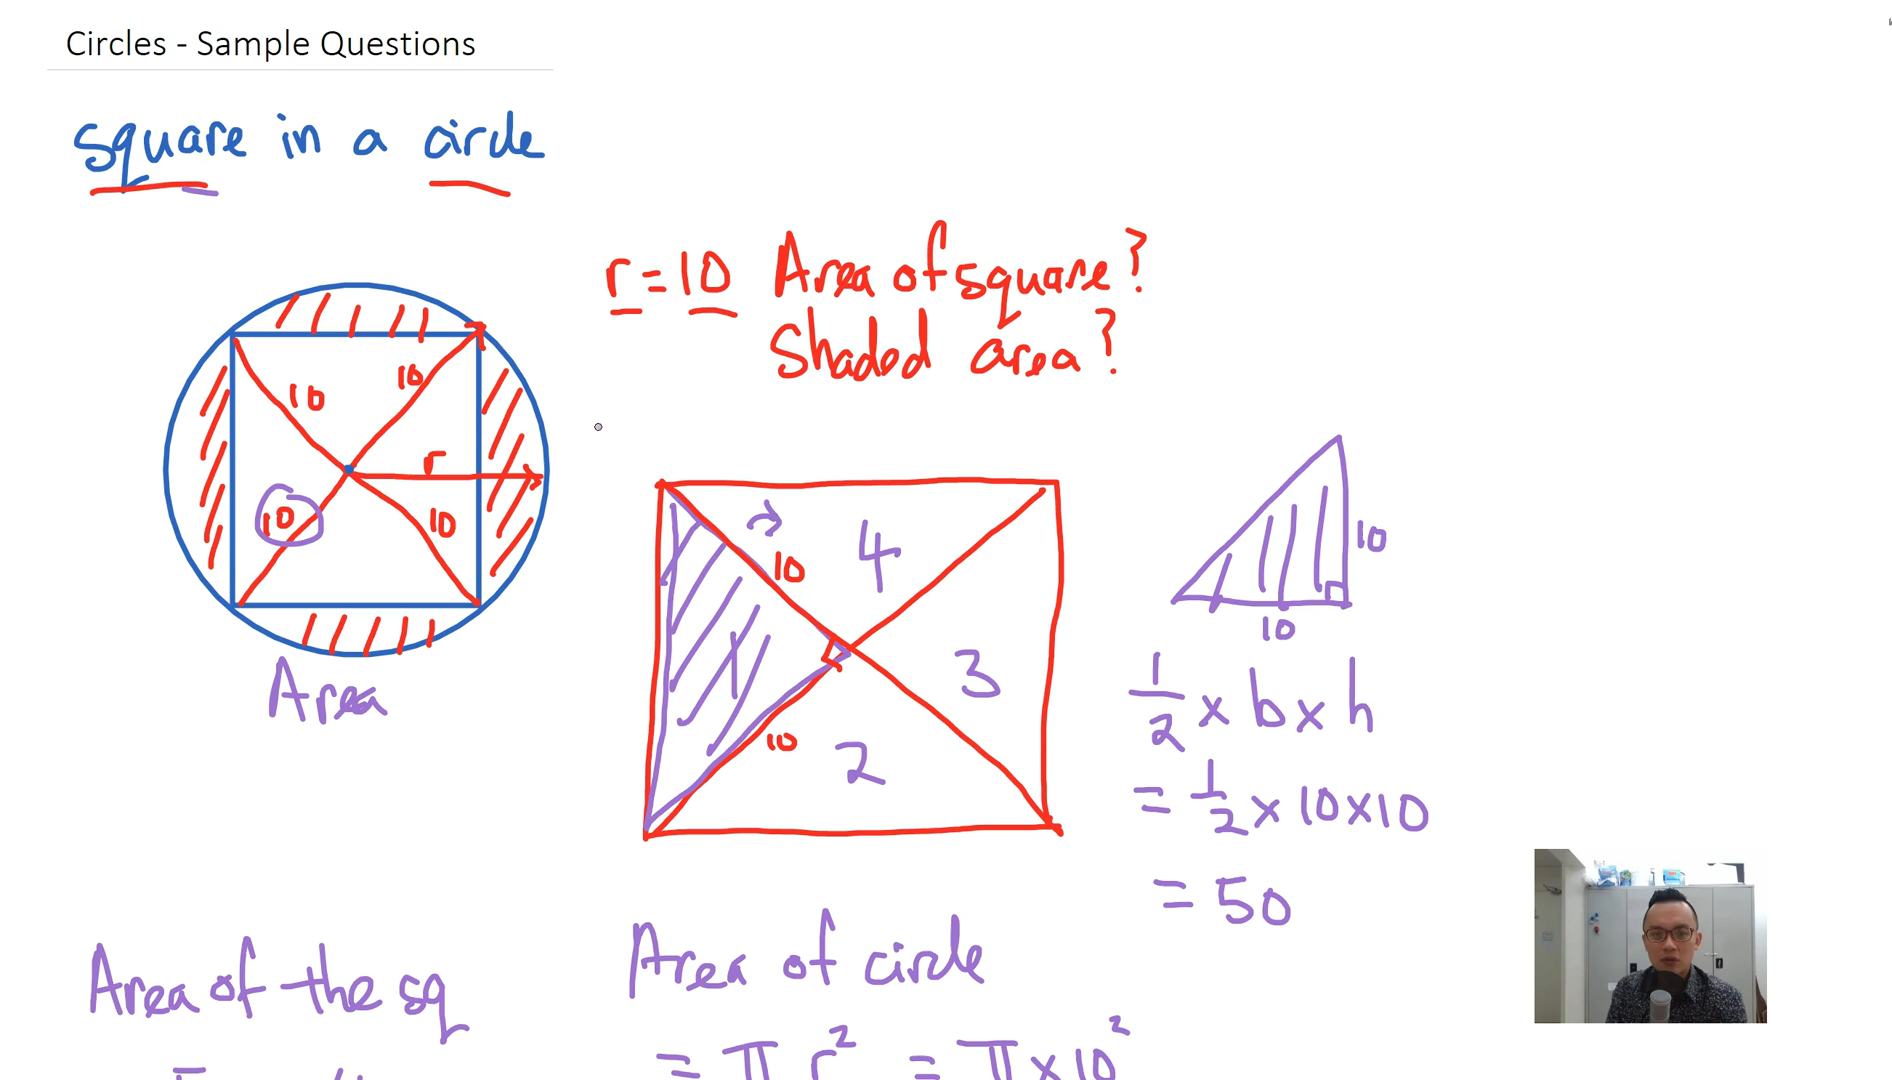 Circles - Sample Questions
square in a circle
r = 10 Area of square?
Shaded area?
10
10
r
10
10
Area
10
4
1
3
10
2
10
10
1/2 × b × h
= 1/2 × 10 × 10
= 50
Area of the sq
Area of circle
= π r² = π × 10²